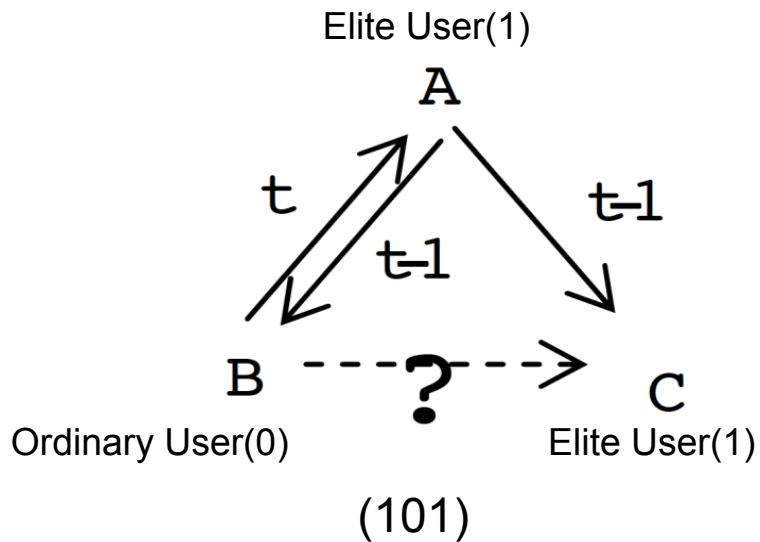 Elite User(1)
A
t
t-1
t-1
B
?
C
Ordinary User(0)
Elite User(1)
(101)